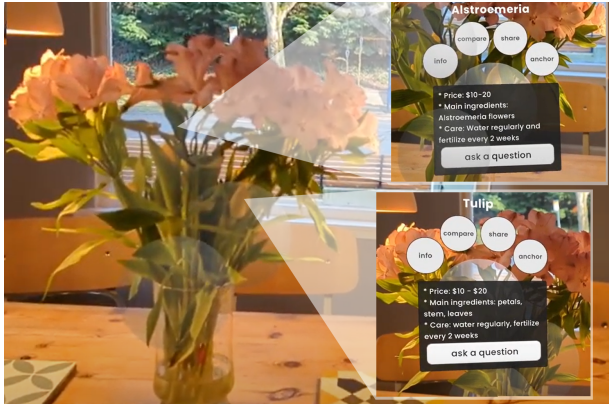 Alstroemeria
compare
share
info
anchor
* Price: $10-20
* Main ingredients:
Alstroemeria flowers
* Care: Water regularly and
fertilize every 2 weeks
ask a question
Tulip
compare
share
info
anchor
* Price: $10 - $20
* Main ingredients: petals,
stem, leaves
* Care: water regularly, fertilize
every 2 weeks
ask a question